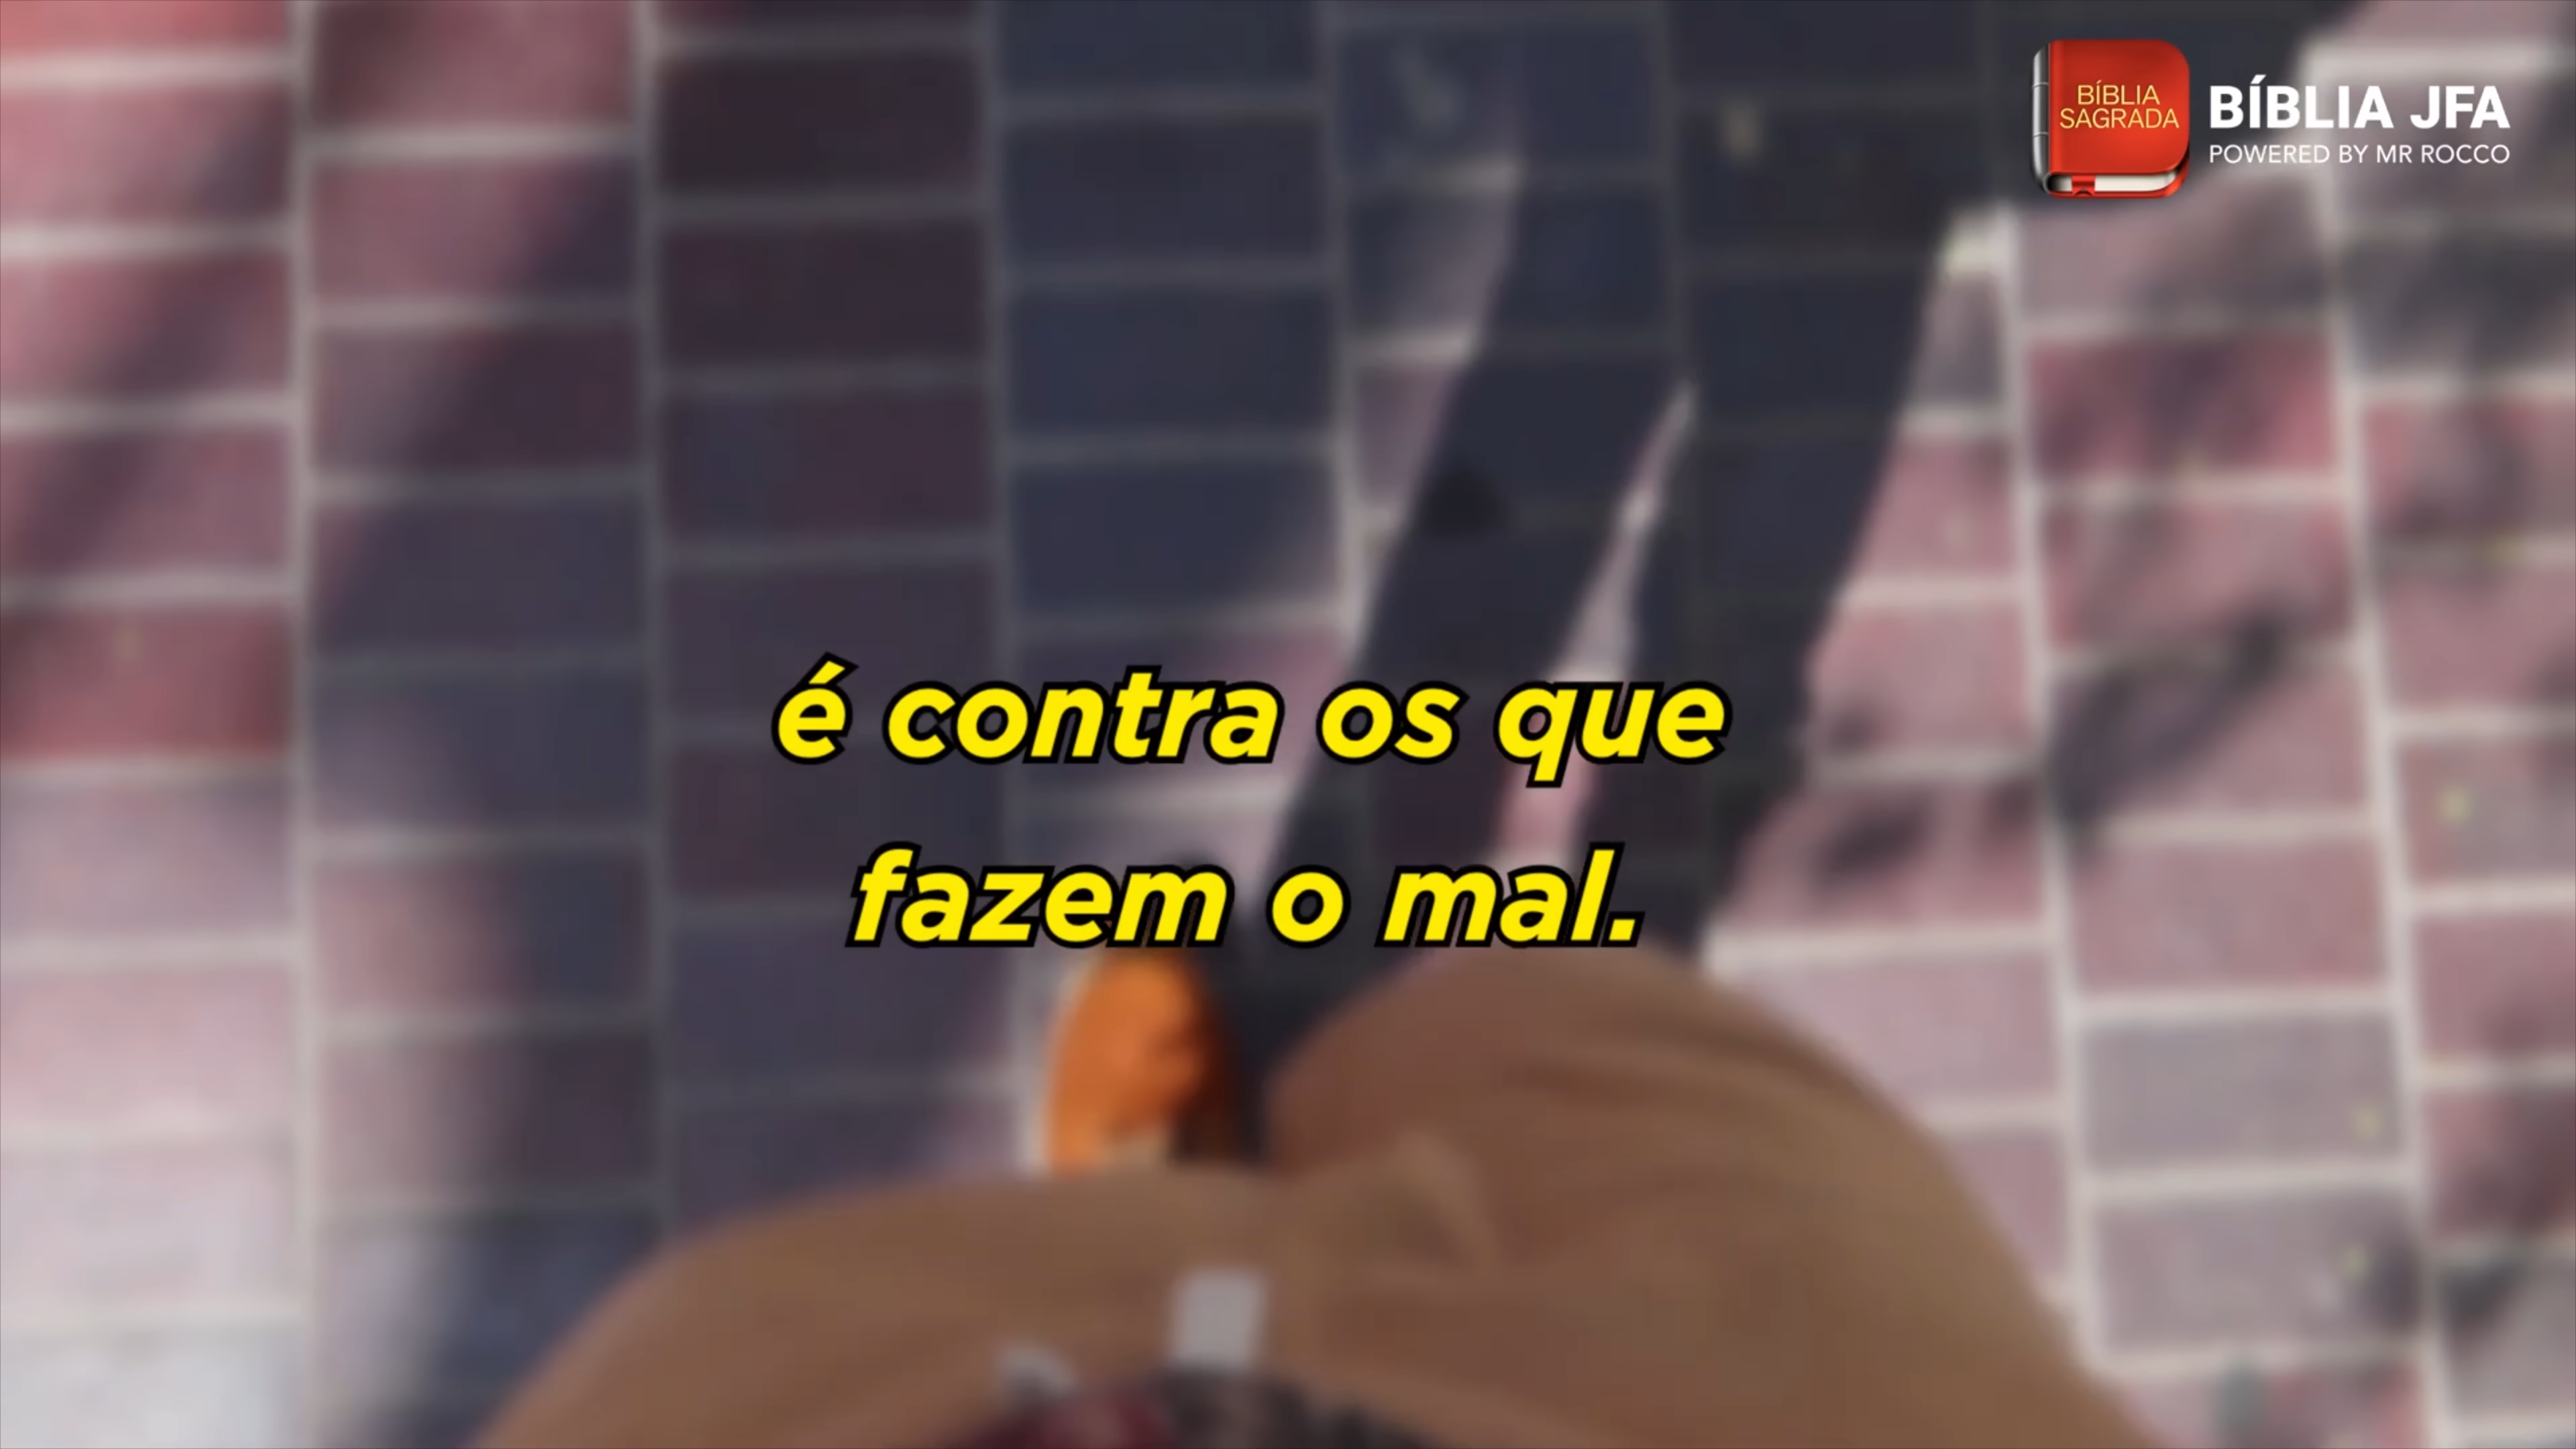 BÍBLIA
SAGRADA
BÍBLIA JFA
POWERED BY MR ROCCO
é contra os que
fazem o mal.